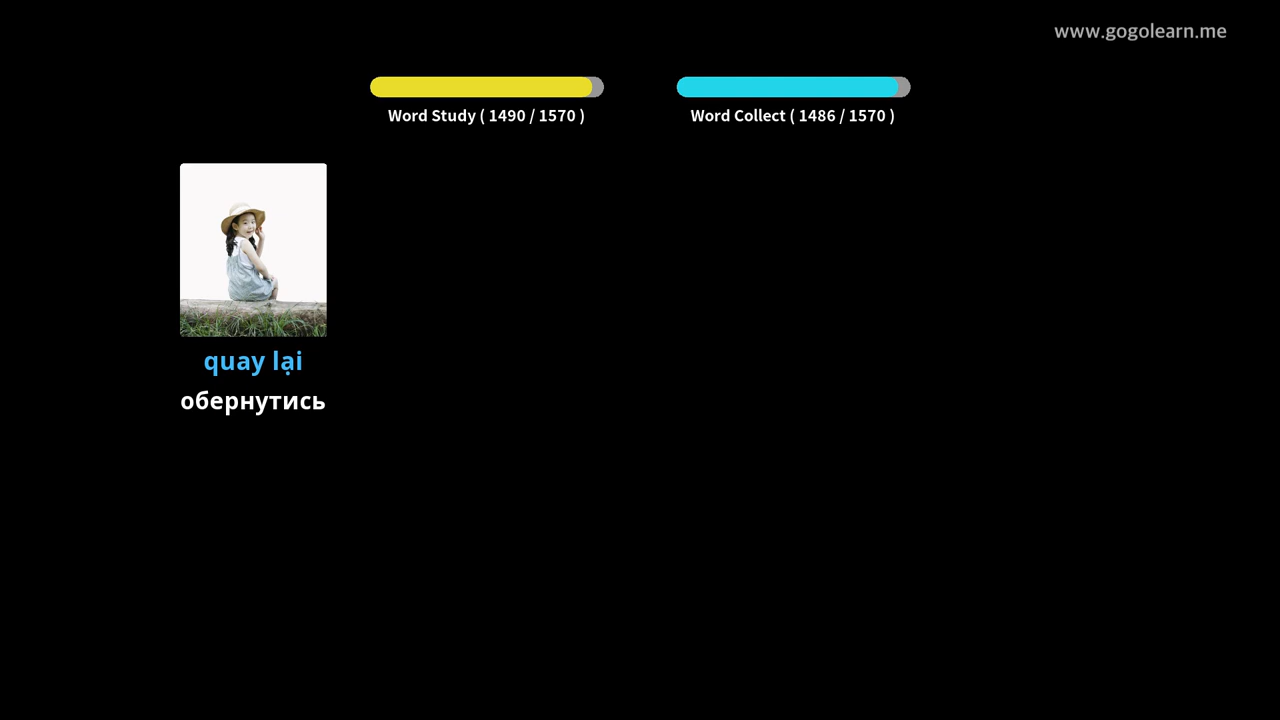 www.gogolearn.me
Word Study ( 1490 / 1570 )
Word Collect ( 1486 / 1570 )
quay lại
обернутись